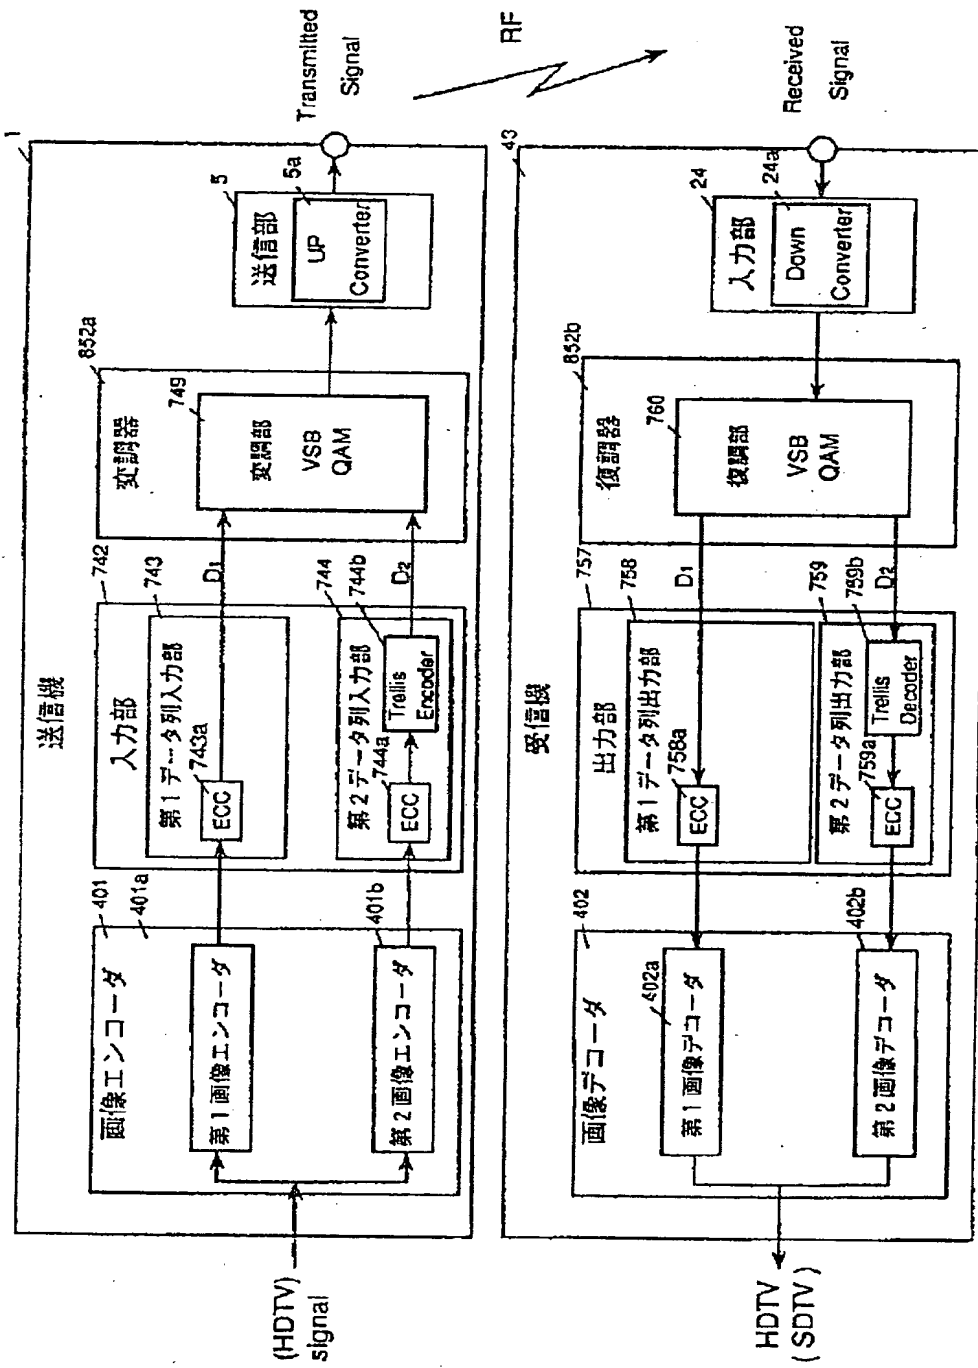 送信機
1
(HDTV)
signal
画像エンコーダ
401
401a
第1画像エンコーダ
401b
第2画像エンコーダ
入力部
742
第1データ列入力部
743
743a
ECC
D1
第2データ列入力部
744
744a
ECC
744b
Trellis
Encoder
D2
変調器
852a
749
変調部
VSB
QAM
送信部
5
5a
UP
Converter
Transmitted
Signal
RF
受信機
43
Received
Signal
入力部
24
24a
Down
Converter
復調器
852b
760
復調部
VSB
QAM
出力部
757
第1データ列出力部
758
758a
ECC
D1
第2データ列出力部
759
759a
ECC
759b
Trellis
Decoder
D2
画像デコーダ
402
402a
第1画像デコーダ
402b
第2画像デコーダ
HDTV
(SDTV)